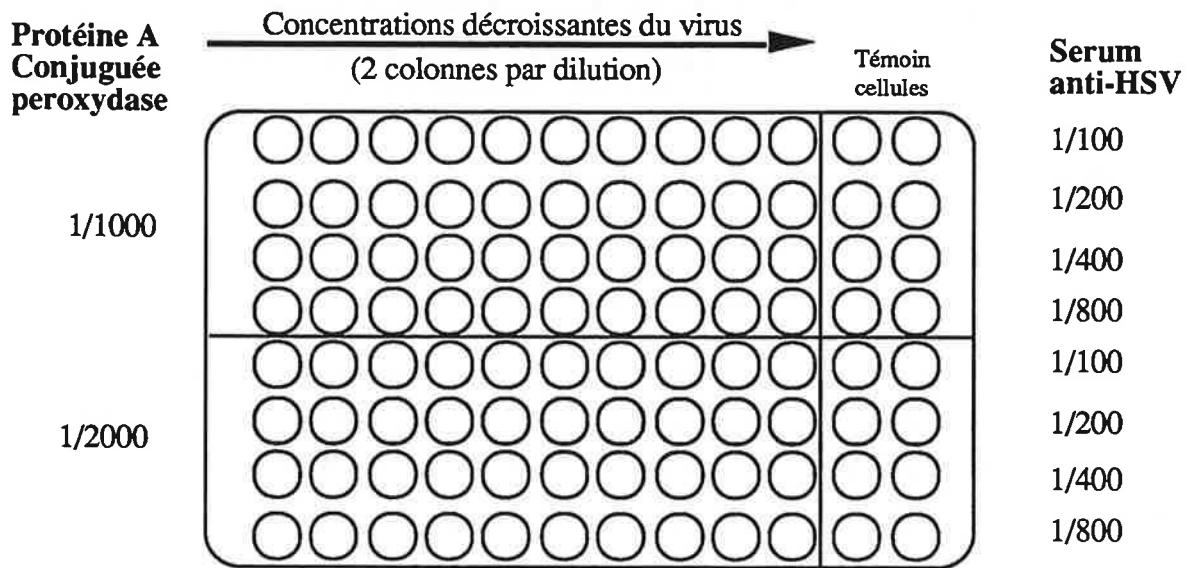 Protéine A
Conjuguée
peroxydase
Concentrations décroissantes du virus
(2 colonnes par dilution)
Témoin
cellules
Serum
anti-HSV
1/1000
1/100
1/200
1/400
1/800
1/2000
1/100
1/200
1/400
1/800